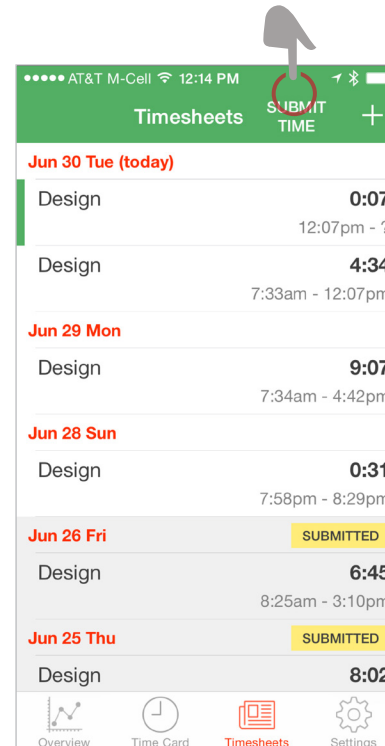 AT&T M-Cell 12:14 PM
Timesheets SUBMIT TIME +
Jun 30 Tue (today)
Design 0:07
12:07pm - ?
Design 4:34
7:33am - 12:07pm
Jun 29 Mon
Design 9:07
7:34am - 4:42pm
Jun 28 Sun
Design 0:31
7:58pm - 8:29pm
Jun 26 Fri SUBMITTED
Design 6:45
8:25am - 3:10pm
Jun 25 Thu SUBMITTED
Design 8:02
Overview Time Card Timesheets Settings